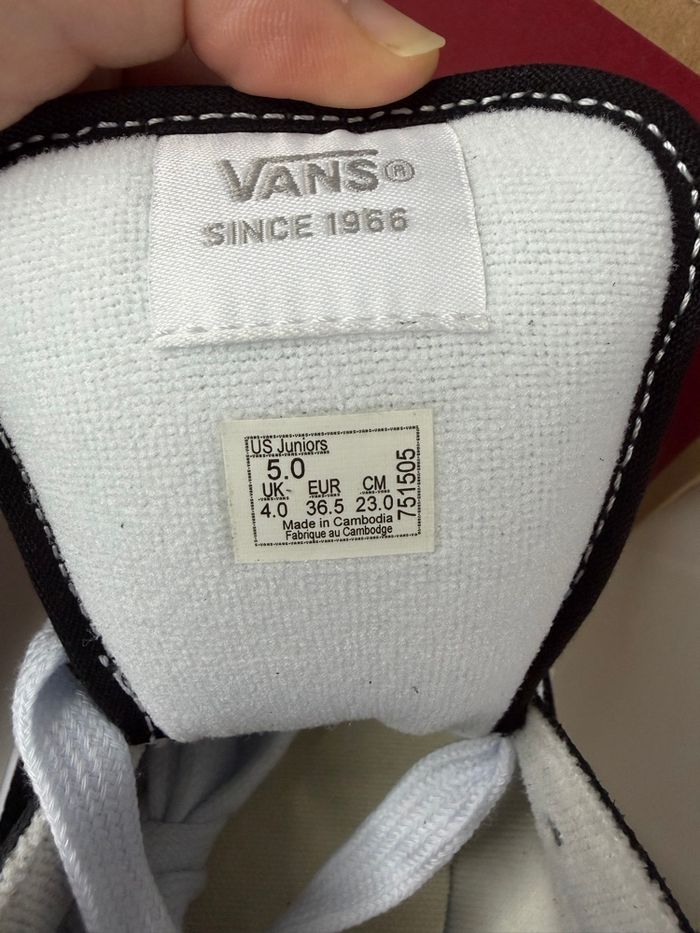 VANS®
SINCE 1966
US Juniors
5.0
UK EUR CM
4.0 36.5 23.0
Made in Cambodia
Fabrique au Cambodge
751505